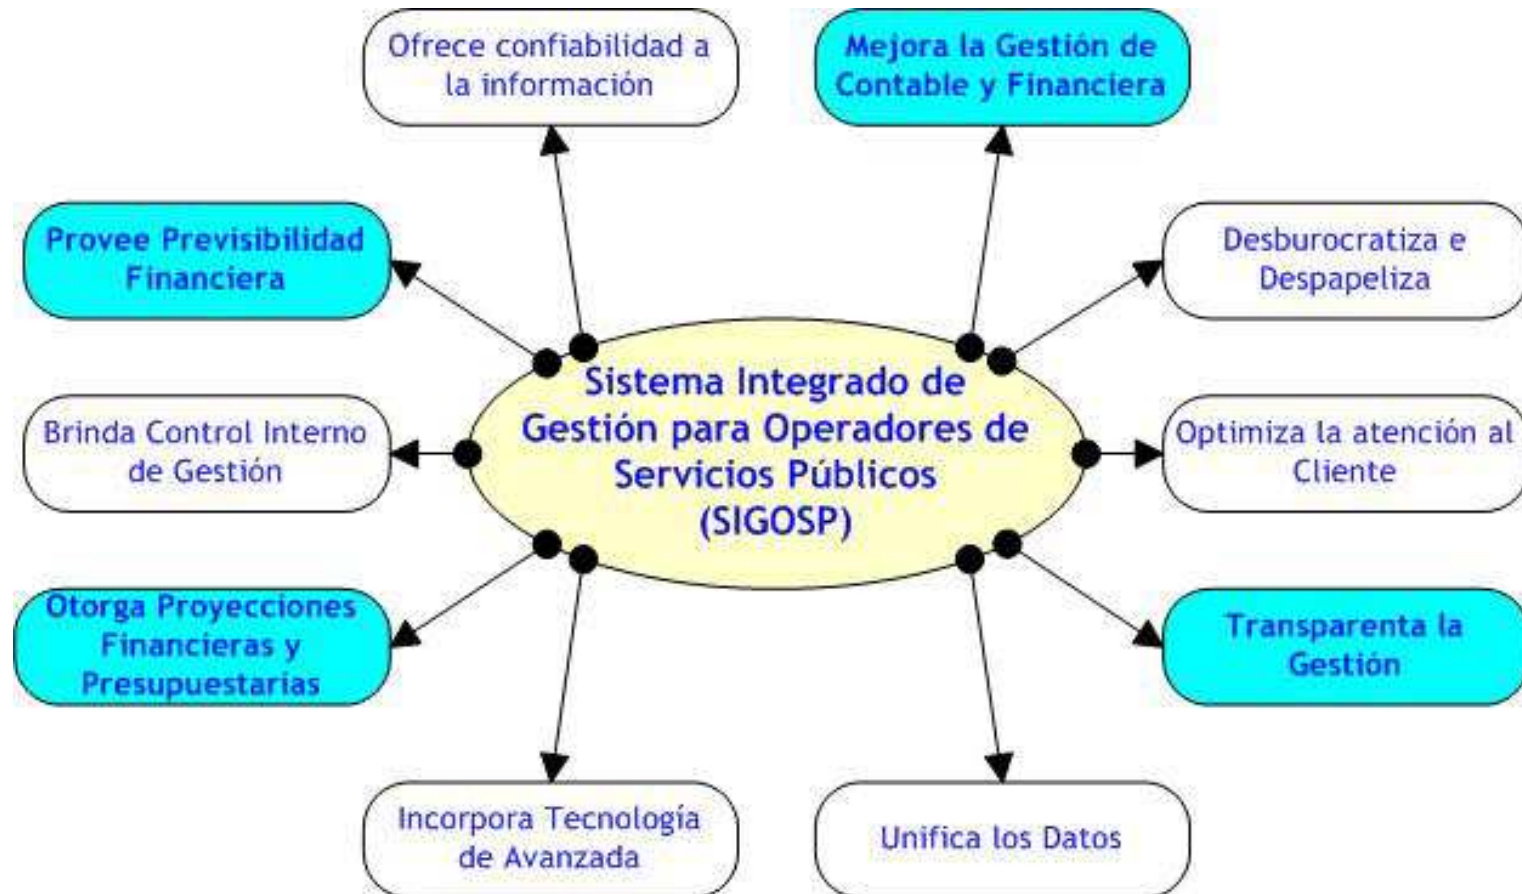 Ofrece confiabilidad a
la información
Mejora la Gestión de
Contable y Financiera
Provee Previsibilidad
Financiera
Desburocratiza e
Despapeliza
Sistema Integrado de
Gestión para Operadores de
Servicios Públicos
(SIGOSP)
Brinda Control Interno
de Gestión
Optimiza la atención al
Cliente
Otorga Proyecciones
Financieras y
Presupuestarías
Transparenta la
Gestión
Incorpora Tecnología
de Avanzada
Unifica los Datos